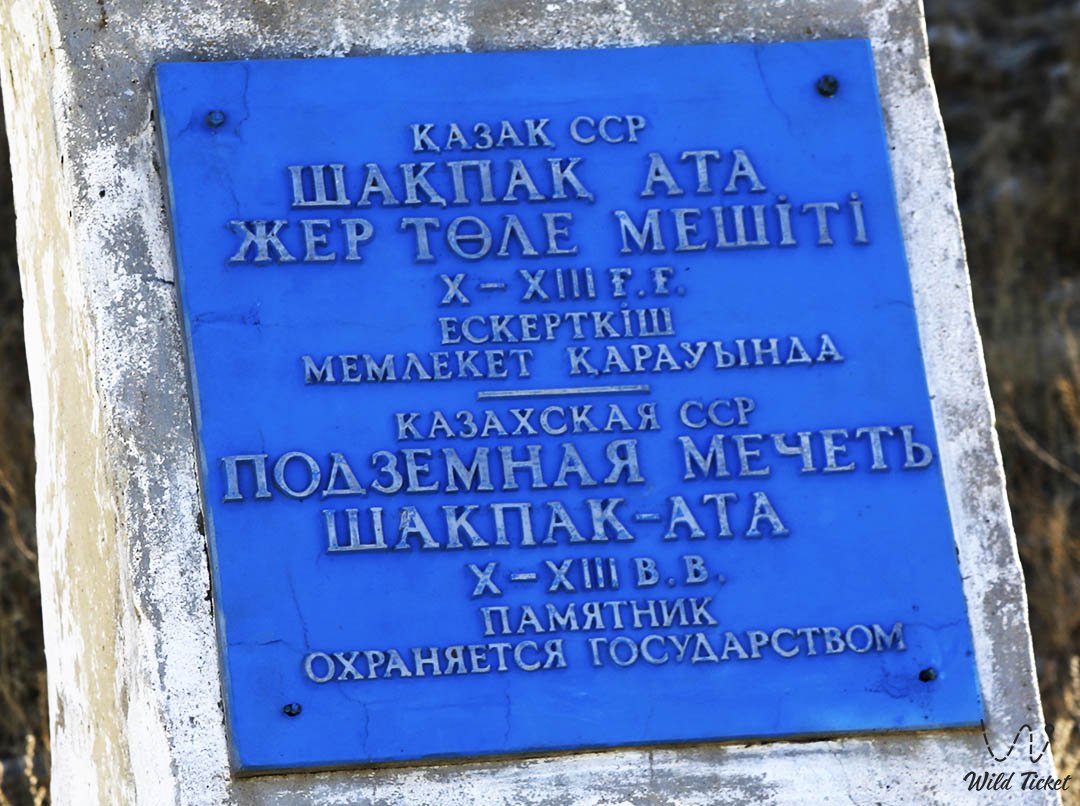 ҚАЗАҚ ССР
ШАҚПАҚ АТА
ЖЕР ТӨЛЕ МЕШІТІ
X – XIII Ғ.Ғ.
ЕСКЕРТКІШ
МЕМЛЕКЕТ ҚАРАУЫНДА
КАЗАХСКАЯ ССР
ПОДЗЕМНАЯ МЕЧЕТЬ
ШАКПАК-АТА
X – XIII В.В.
ПАМЯТНИК
ОХРАНЯЕТСЯ ГОСУДАРСТВОМ
Wild Ticket